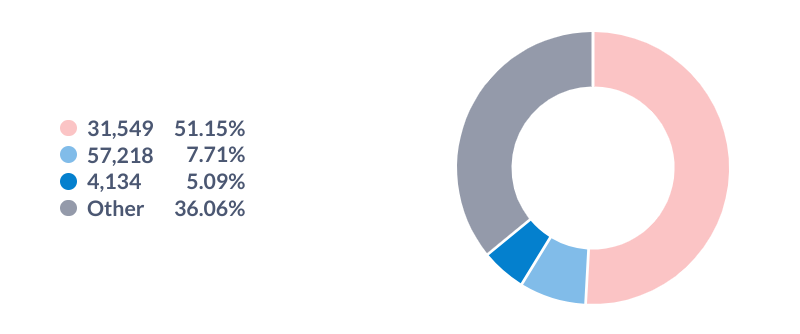 31,549 51.15%
57,218 7.71%
4,134 5.09%
Other 36.06%